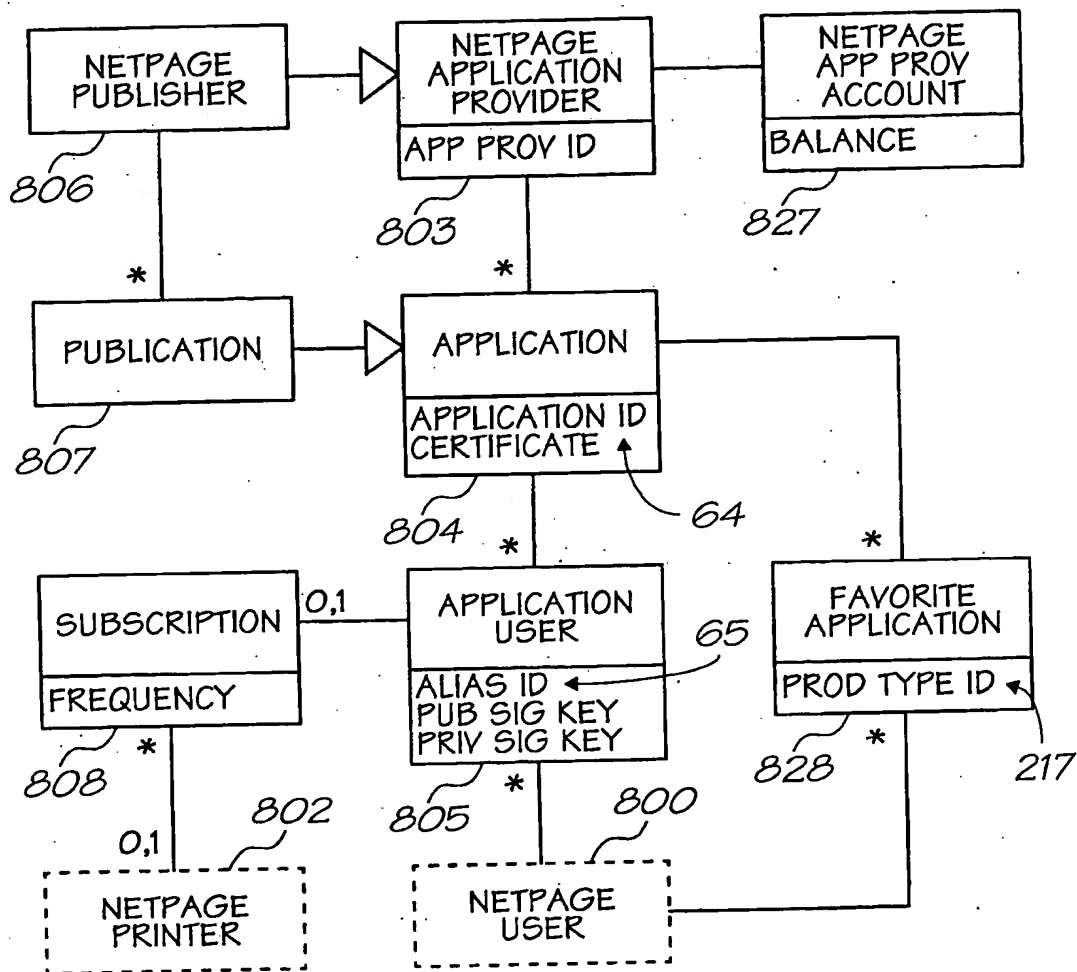 NETPAGE
PUBLISHER
806
NETPAGE
APPLICATION
PROVIDER
APP PROV ID
803
NETPAGE
APP PROV
ACCOUNT
BALANCE
827
*
*
PUBLICATION
807
APPLICATION
APPLICATION ID
CERTIFICATE
804
64
*
*
SUBSCRIPTION
FREQUENCY
808
0,1
APPLICATION
USER
ALIAS ID
PUB SIG KEY
PRIV SIG KEY
805
65
FAVORITE
APPLICATION
PROD TYPE ID
828
217
*
*
*
0,1
802
NETPAGE
PRINTER
800
NETPAGE
USER